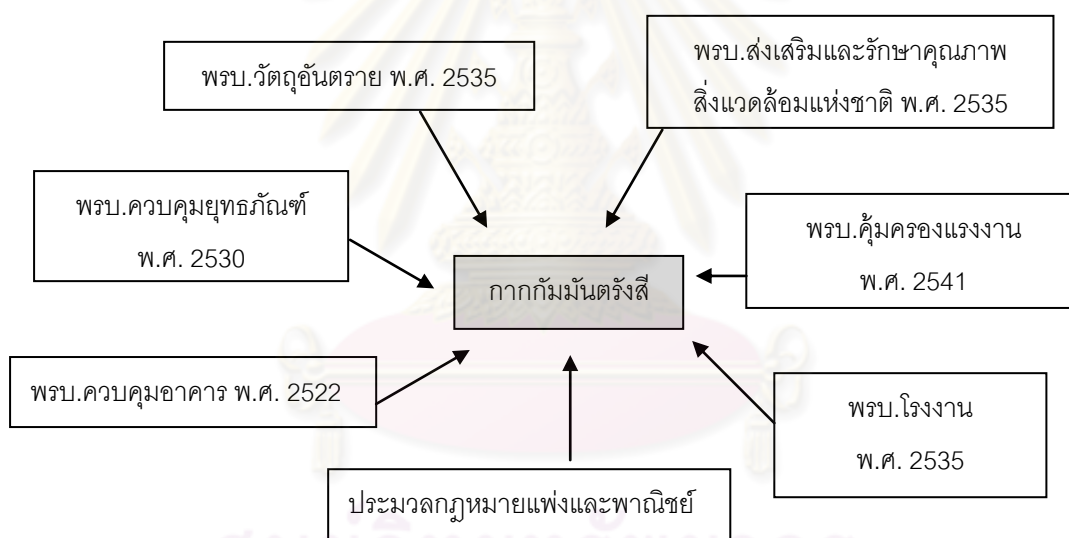 พรบ.วัตถุอันตราย พ.ศ. 2535
พรบ.ส่งเสริมและรักษาคุณภาพ
สิ่งแวดล้อมแห่งชาติ พ.ศ. 2535
พรบ.ควบคุมยุทธภัณฑ์
พ.ศ. 2530
พรบ.คุ้มครองแรงงาน
พ.ศ. 2541
กากกัมมันตรังสี
พรบ.ควบคุมอาคาร พ.ศ. 2522
พรบ.โรงงาน
พ.ศ. 2535
ประมวลกฎหมายแพ่งและพาณิชย์